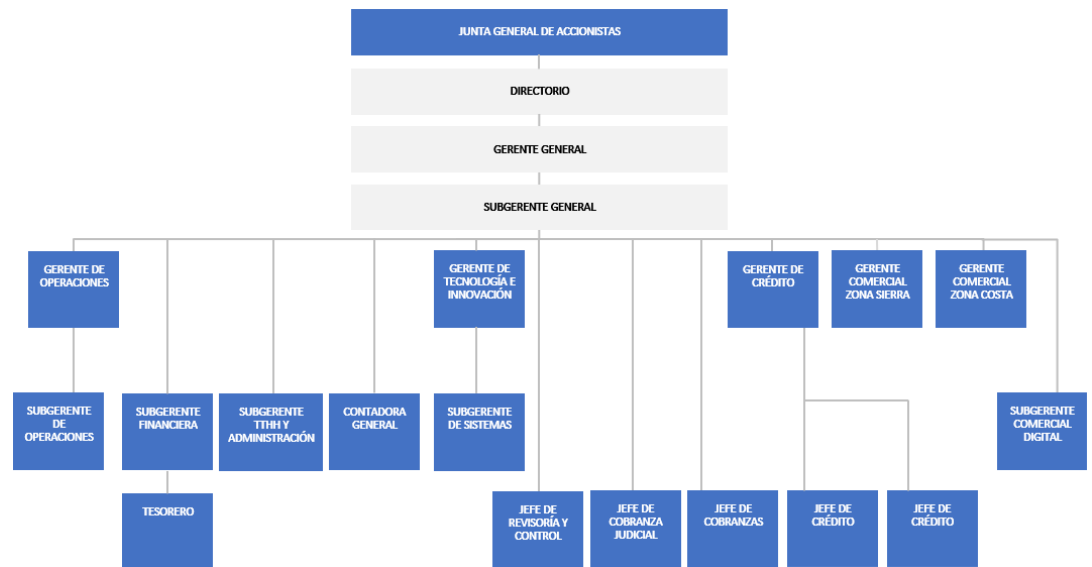 JUNTA GENERAL DE ACCIONISTAS
DIRECTORIO
GERENTE GENERAL
SUBGERENTE GENERAL
GERENTE DE
OPERACIONES
GERENTE DE
TECNOLOGÍA E
INNOVACIÓN
GERENTE DE
CRÉDITO
GERENTE
COMERCIAL
ZONA SIERRA
GERENTE
COMERCIAL
ZONA COSTA
SUBGERENTE
DE
OPERACIONES
SUBGERENTE
FINANCIERA
SUBGERENTE
TTHH Y
ADMINISTRACIÓN
CONTADORA
GENERAL
SUBGERENTE
DE SISTEMAS
SUBGERENTE
COMERCIAL
DIGITAL
TESORERO
JEFE DE
REVISORÍA Y
CONTROL
JEFE DE
COBRANZA
JUDICIAL
JEFE DE
COBRANZAS
JEFE DE
CRÉDITO
JEFE DE
CRÉDITO